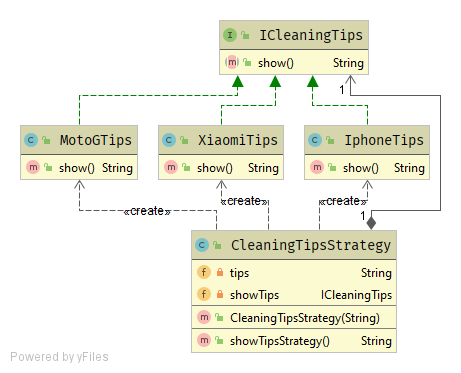 I ICleaningTips
m show() String
1
C MotoGTips
m show() String
C XiaomiTips
m show() String
C IphoneTips
m show() String
«create»
«create»
«create»
1
C CleaningTipsStrategy
f tips String
f showTips ICleaningTips
m CleaningTipsStrategy(String)
m showTipsStrategy() String
Powered by yFiles